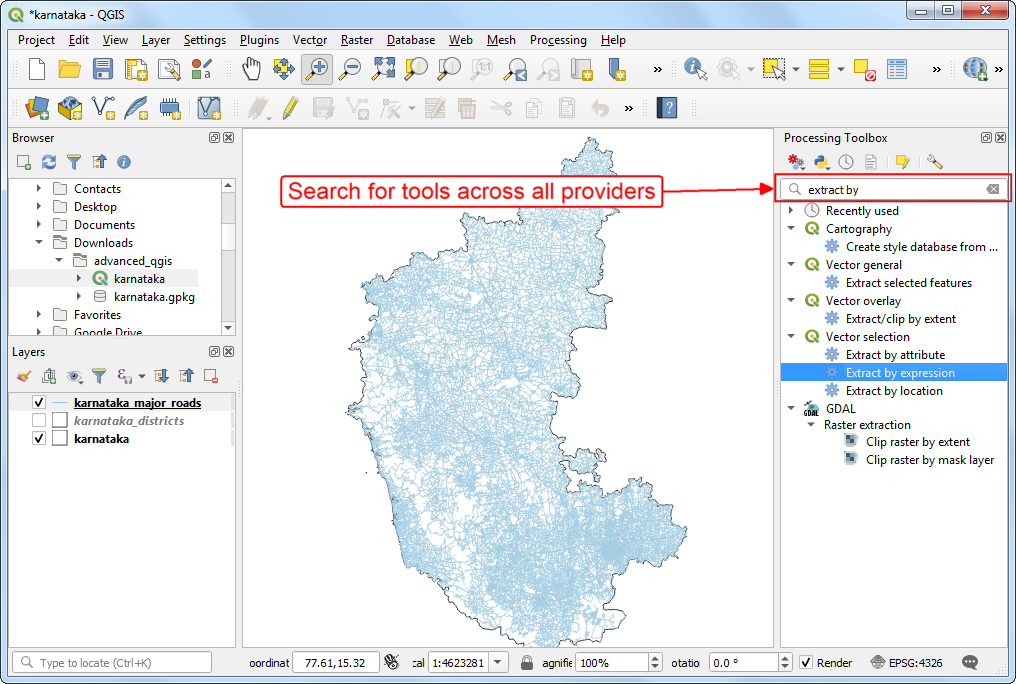 *karnataka - QGIS
Project Edit View Layer Settings Plugins Vector Raster Database Web Mesh Processing Help
Browser
Contacts
Desktop
Documents
Downloads
advanced_qgis
karnataka
karnataka.gpkg
Favorites
Google Drive
Layers
karnataka_major_roads
karnataka_districts
karnataka
Search for tools across all providers
Processing Toolbox
extract by
Recently used
Cartography
Create style database from ...
Vector general
Extract selected features
Vector overlay
Extract/clip by extent
Vector selection
Extract by attribute
Extract by expression
Extract by location
GDAL
Raster extraction
Clip raster by extent
Clip raster by mask layer
Type to locate (Ctrl+K) oordinat 77.61,15.32 :al 1:4623281 agnifie 100% otatio 0.0 ° Render EPSG:4326